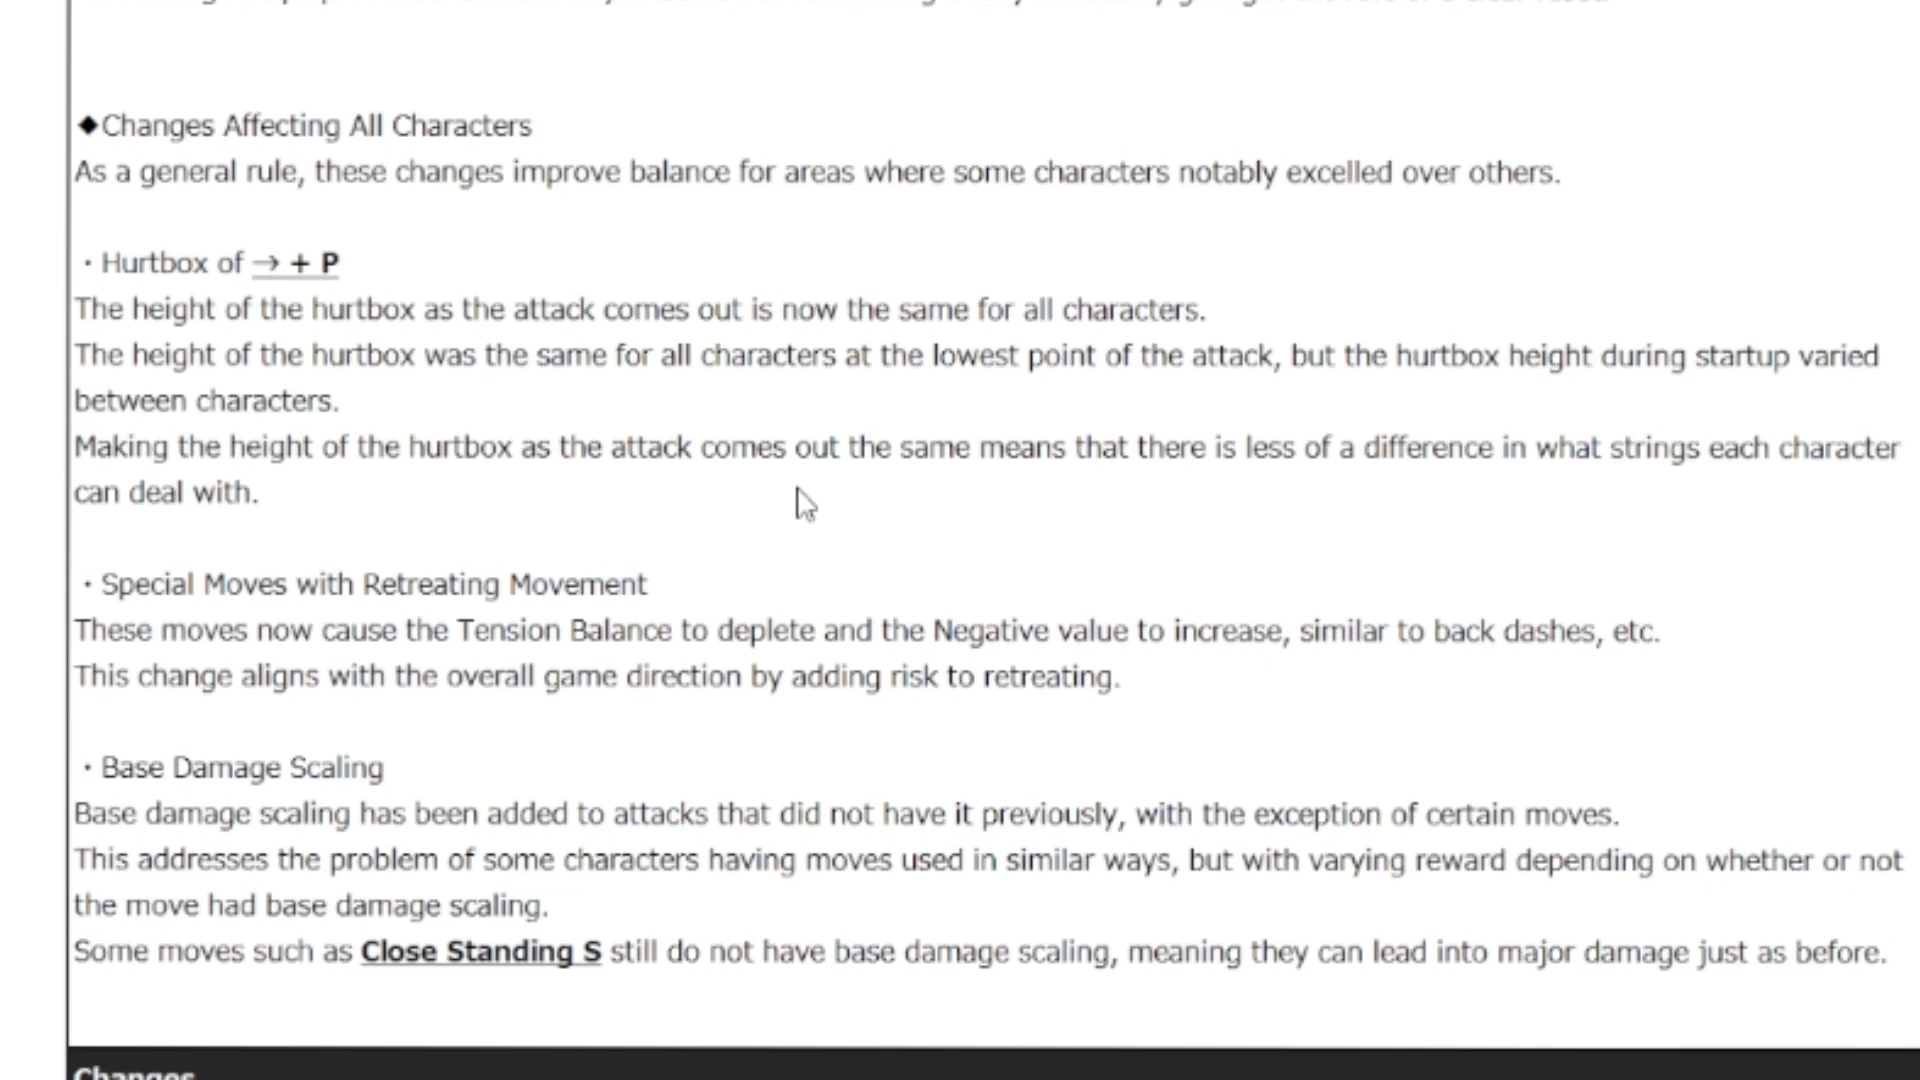 ◆Changes Affecting All Characters
As a general rule, these changes improve balance for areas where some characters notably excelled over others.
・Hurtbox of → + P
The height of the hurtbox as the attack comes out is now the same for all characters.
The height of the hurtbox was the same for all characters at the lowest point of the attack, but the hurtbox height during startup varied
between characters.
Making the height of the hurtbox as the attack comes out the same means that there is less of a difference in what strings each character
can deal with.
・Special Moves with Retreating Movement
These moves now cause the Tension Balance to deplete and the Negative value to increase, similar to back dashes, etc.
This change aligns with the overall game direction by adding risk to retreating.
・Base Damage Scaling
Base damage scaling has been added to attacks that did not have it previously, with the exception of certain moves.
This addresses the problem of some characters having moves used in similar ways, but with varying reward depending on whether or not
the move had base damage scaling.
Some moves such as Close Standing S still do not have base damage scaling, meaning they can lead into major damage just as before.
Changes